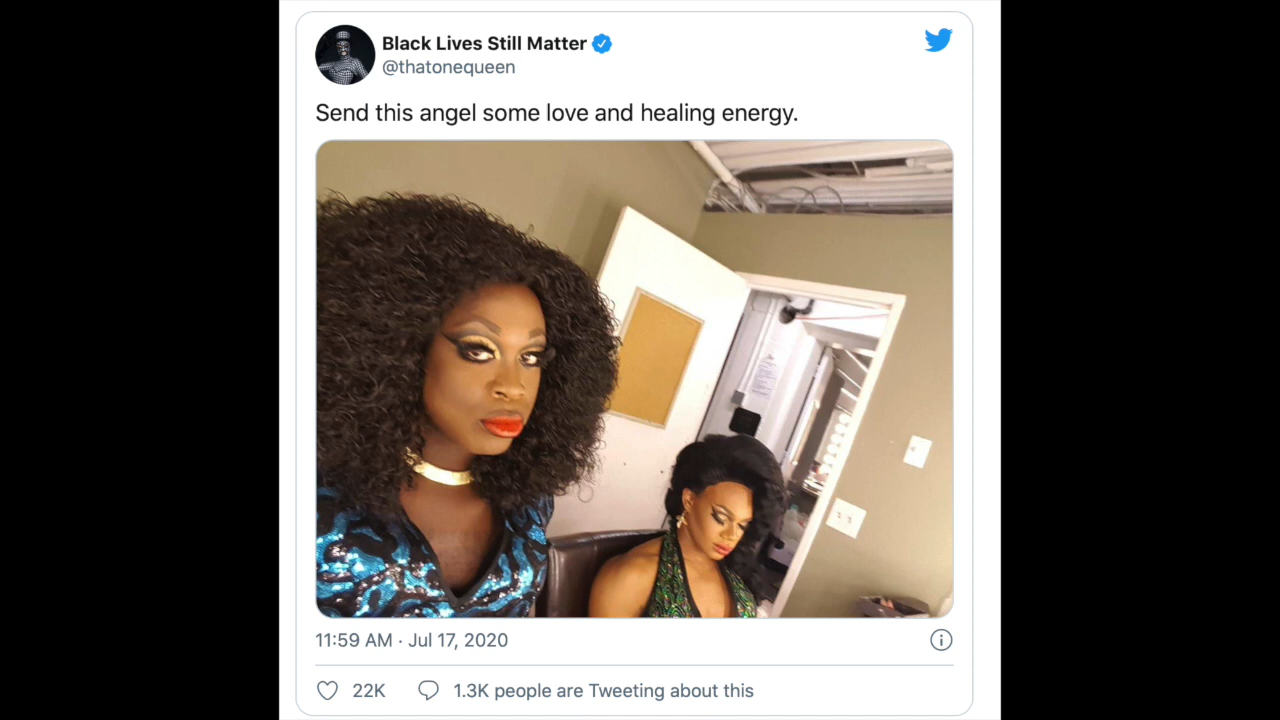 Black Lives Still Matter
@thatonequeen
Send this angel some love and healing energy.
11:59 AM · Jul 17, 2020
22K
1.3K people are Tweeting about this